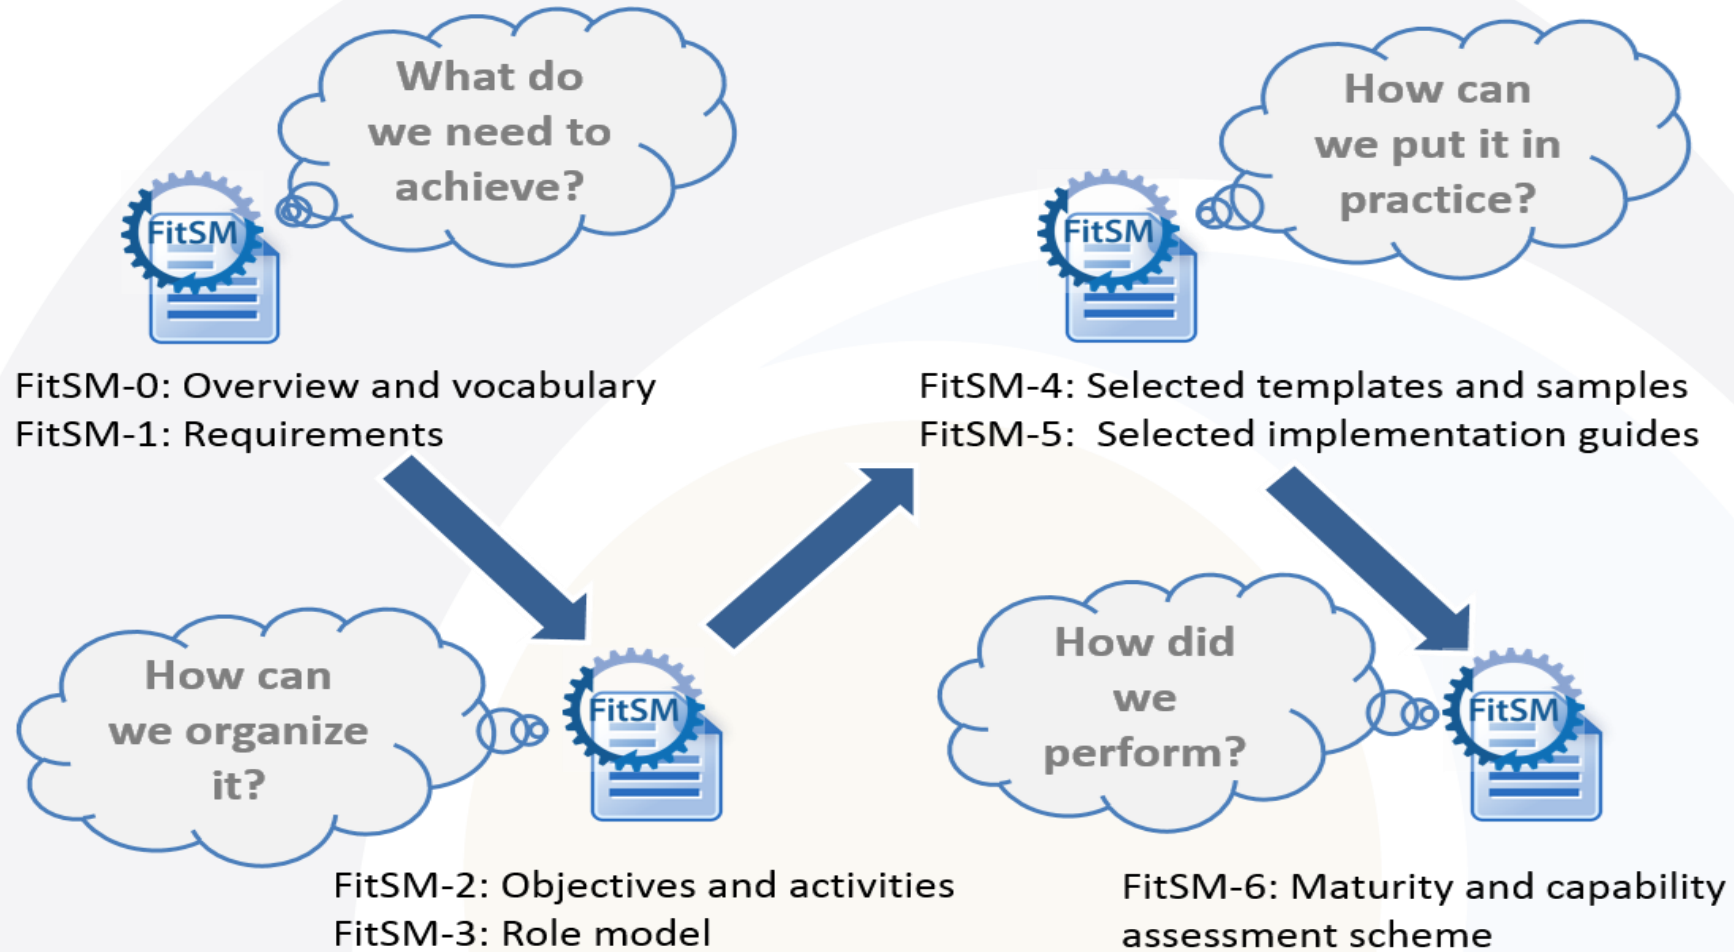 What do
we need to
achieve?
FitSM
FitSM-0: Overview and vocabulary
FitSM-1: Requirements
How can
we organize
it?
FitSM
FitSM-2: Objectives and activities
FitSM-3: Role model
How can
we put it in
practice?
FitSM
FitSM-4: Selected templates and samples
FitSM-5:  Selected implementation guides
How did
we
perform?
FitSM
FitSM-6: Maturity and capability
assessment scheme